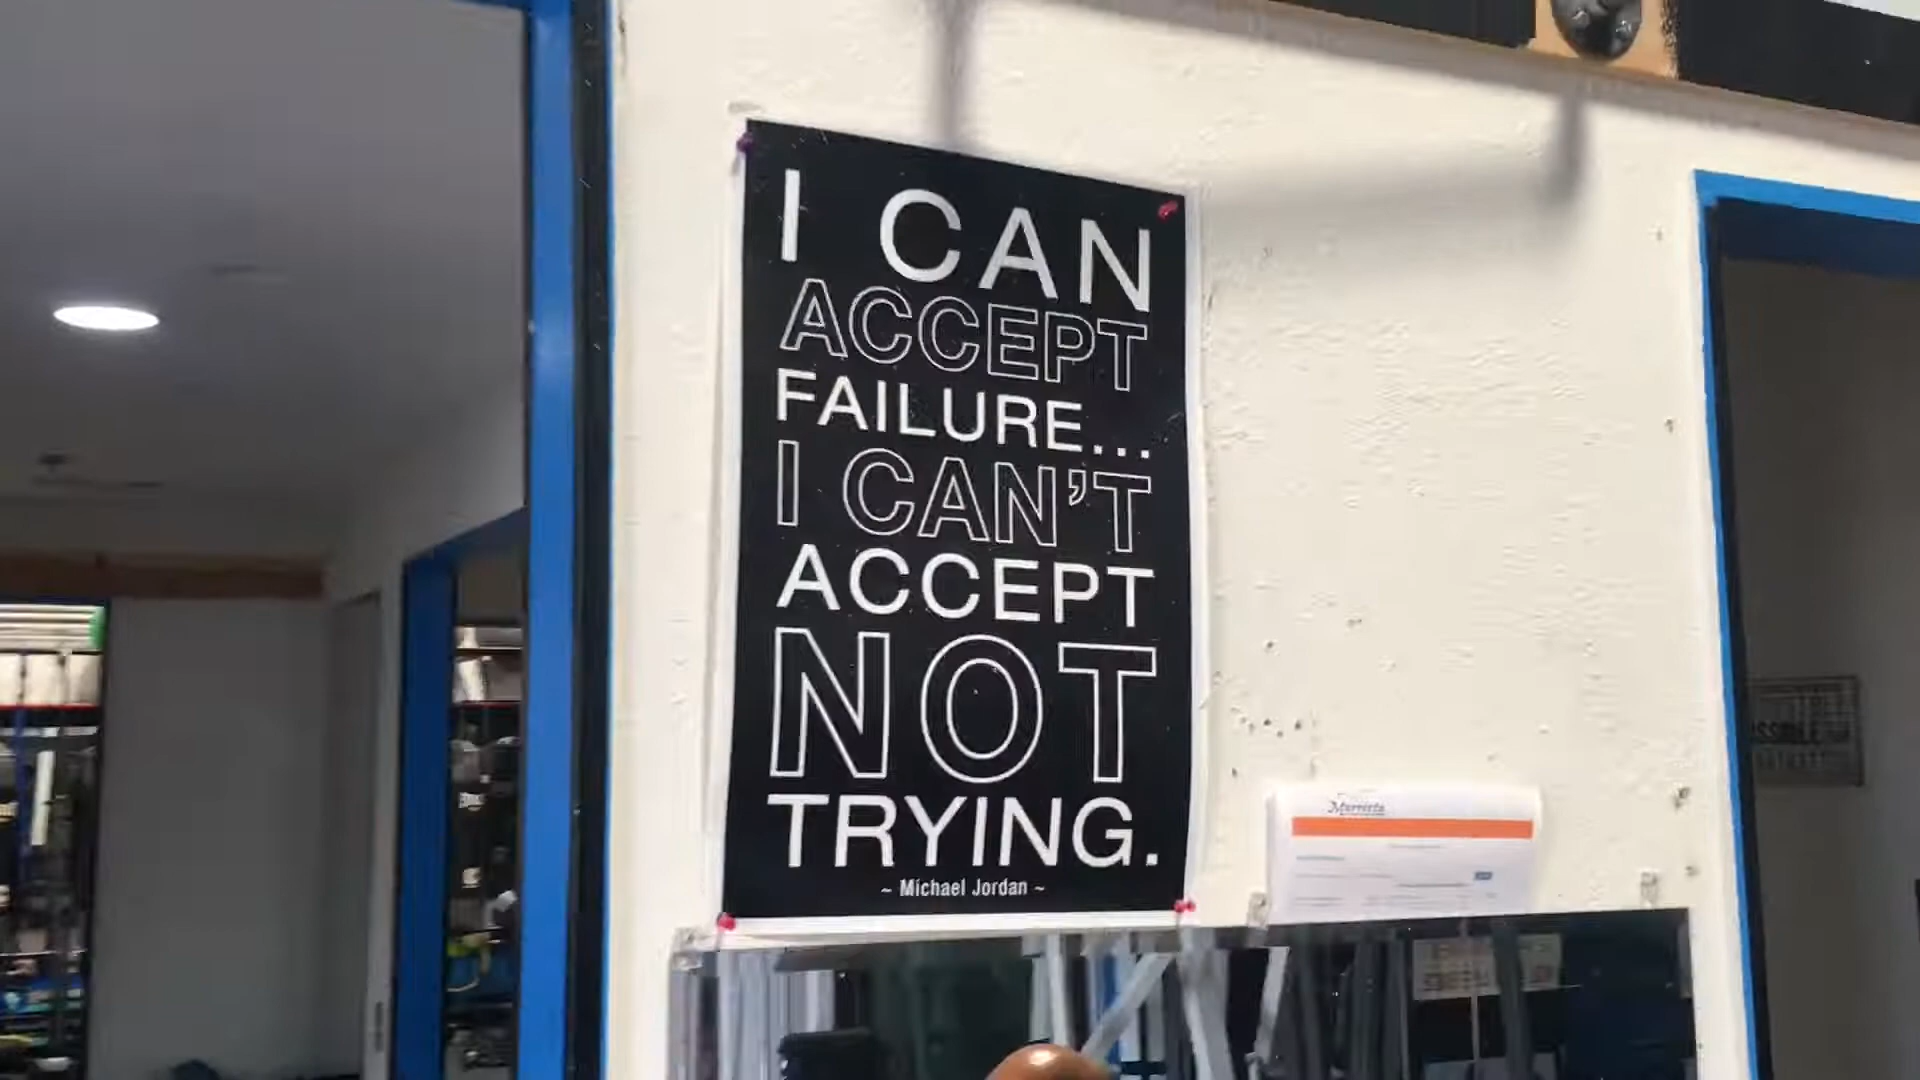 I CAN
ACCEPT
FAILURE...
I CAN'T
ACCEPT
NOT
TRYING.
~ Michael Jordan ~